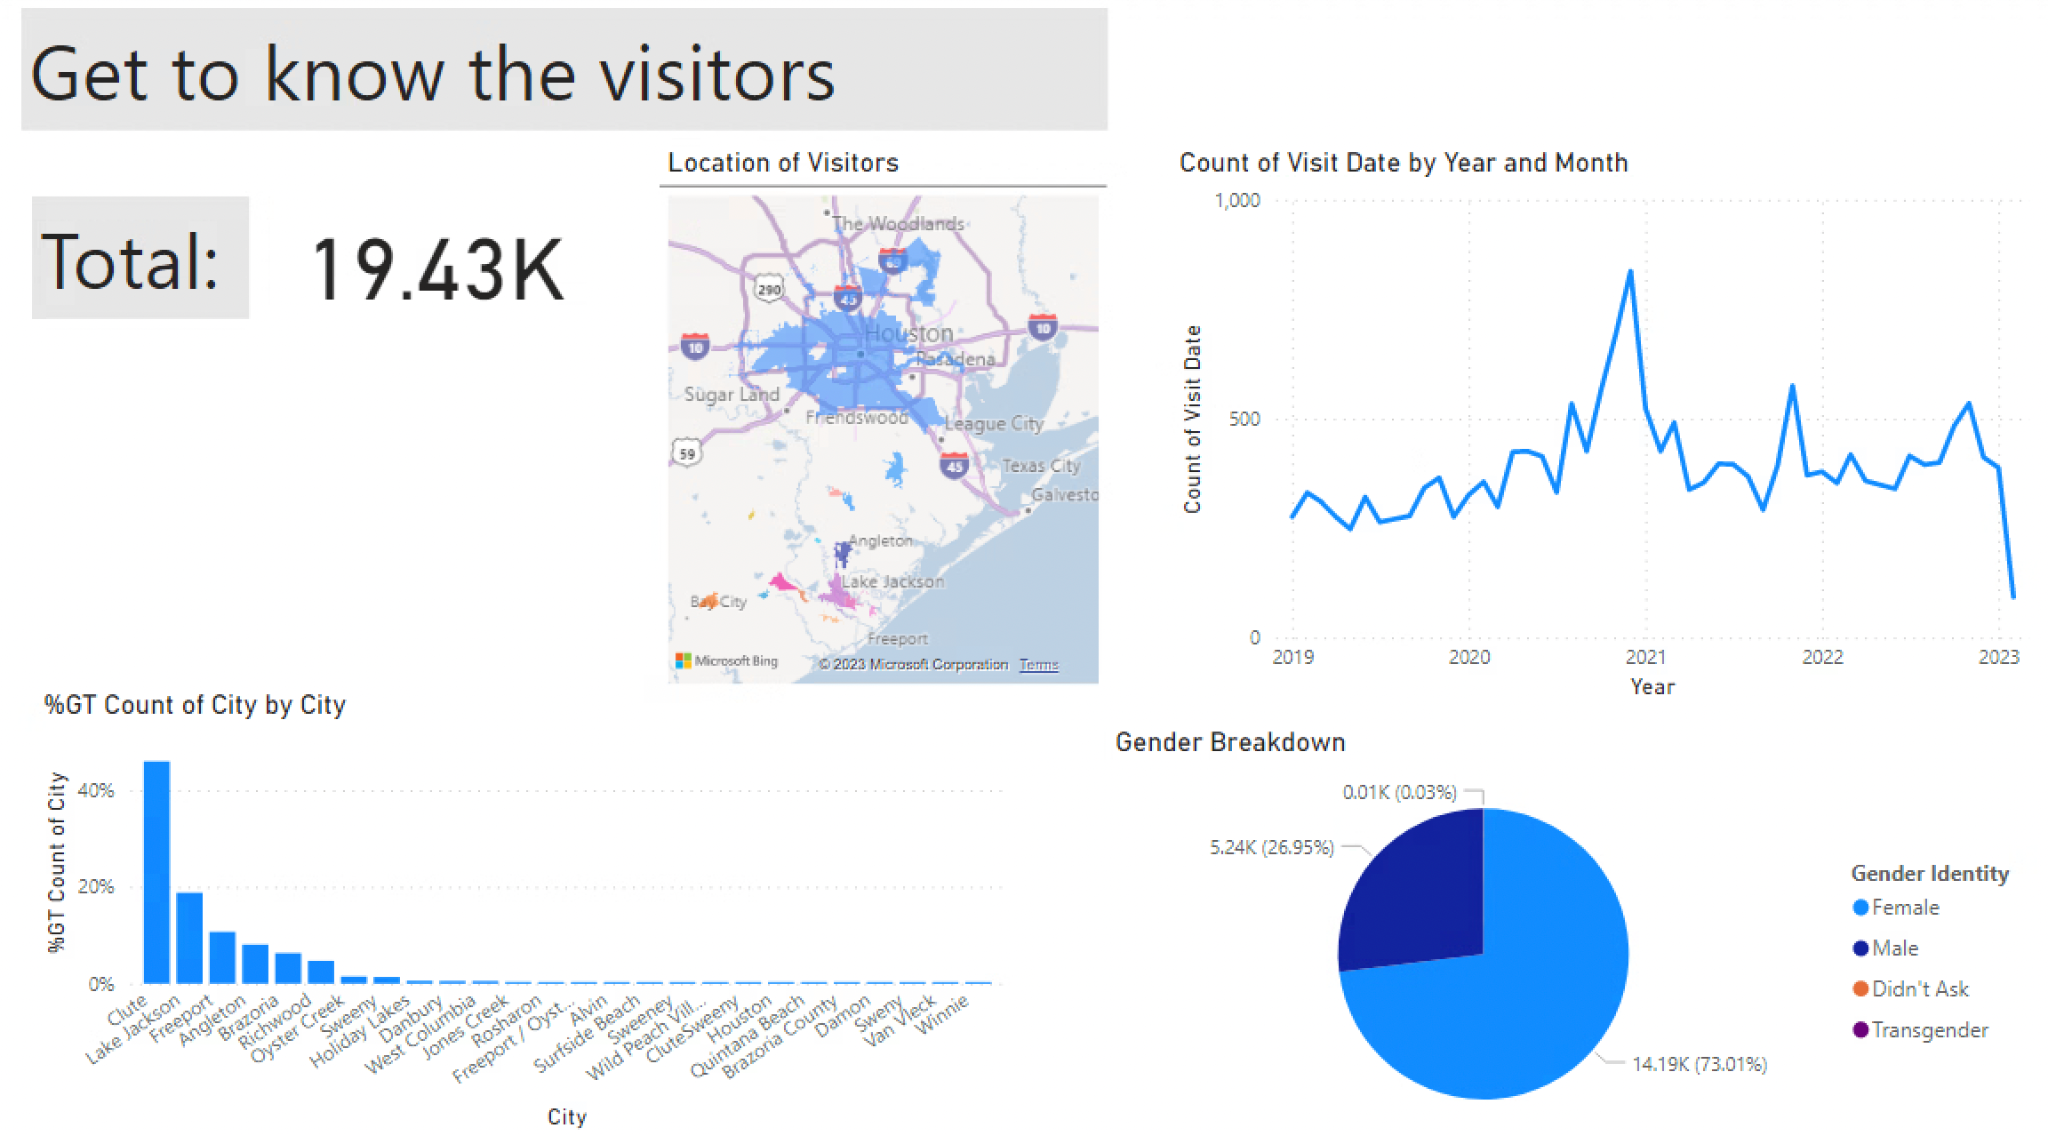 Get to know the visitors
Total:
19.43K
Location of Visitors
The Woodlands
69
290
45
Houston
10
10
Pasadena
Sugar Land
Friendswood
League City
59
45
Texas City
Galvesto
Angleton
Lake Jackson
Bay City
Freeport
Microsoft Bing
© 2023 Microsoft Corporation Terms
Count of Visit Date by Year and Month
Count of Visit Date
1,000
500
0
2019 2020 2021 2022 2023
Year
%GT Count of City by City
%GT Count of City
40%
20%
0%
Clute
Lake Jackson
Freeport
Angleton
Brazoria
Richwood
Oyster Creek
Sweeny
Holiday Lakes
Danbury
West Columbia
Jones Creek
Rosharon
Freeport / Oyst...
Alvin
Surfside Beach
Sweeney
Wild Peach Vill...
CluteSweeny
Houston
Quintana Beach
Brazoria County
Damon
Sweny
Van Vleck
Winnie
City
Gender Breakdown
0.01K (0.03%)
5.24K (26.95%)
14.19K (73.01%)
Gender Identity
Female
Male
Didn't Ask
Transgender